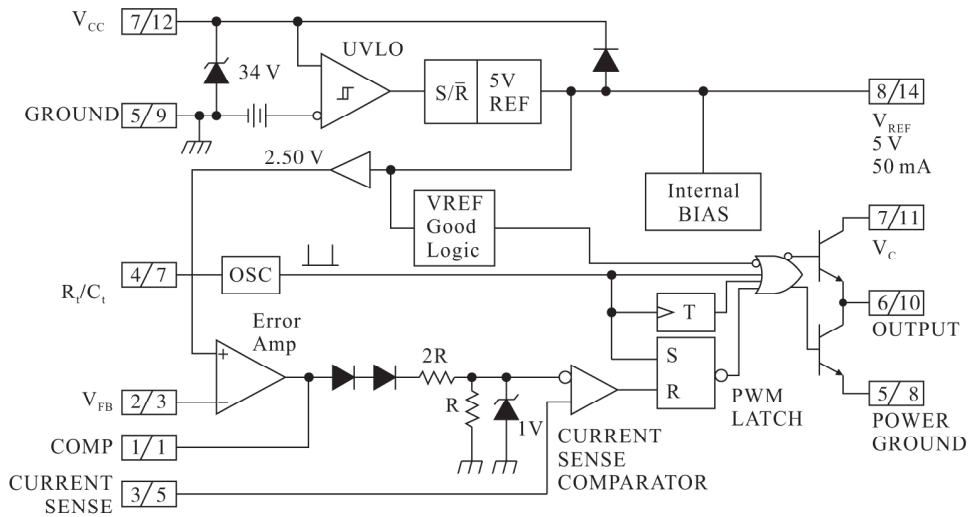 V_CC 7/12
UVLO
34 V
S/R̅
5V
REF
GROUND 5/9
8/14
V_REF
5 V
50 mA
2.50 V
VREF
Good
Logic
Internal
BIAS
7/11
V_C
4/7
R_t/C_t
OSC
T
6/10
OUTPUT
Error
Amp
+
−
2R
R
1V
S
R
PWM
LATCH
V_FB 2/3
5/8
POWER
GROUND
COMP 1/1
CURRENT
SENSE
COMPARATOR
CURRENT
SENSE 3/5